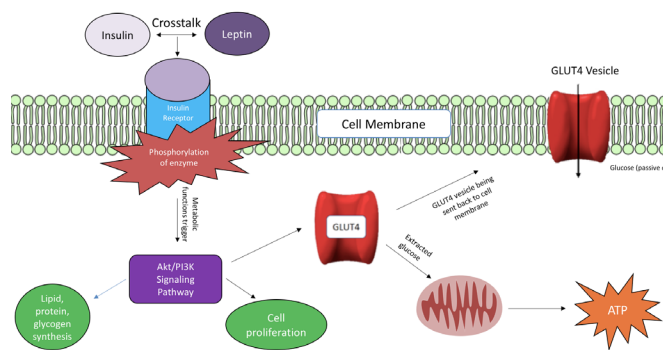 Crosstalk
Insulin
Leptin
GLUT4 Vesicle
Insulin
Receptor
Cell Membrane
Phosphorylation
of enzyme
Glucose (passive
Metabolic
functions trigger
GLUT4 vesicle being
sent back to cell
membrane
GLUT4
Extracted
glucose
Akt/PI3K
Signaling
Pathway
Lipid,
protein,
glycogen
synthesis
Cell
proliferation
ATP